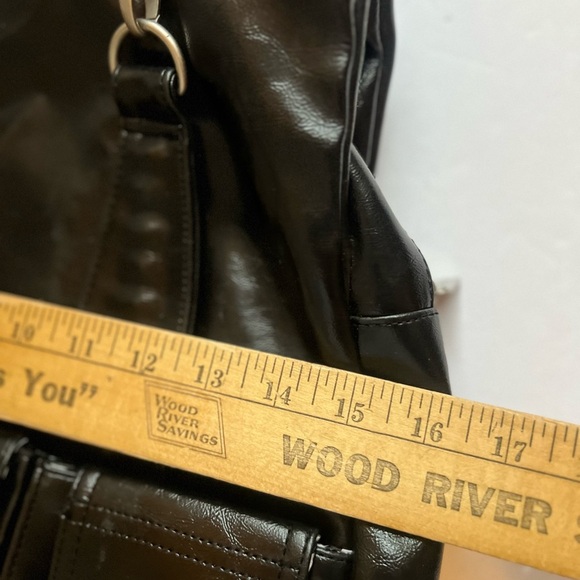 10 11 12 13 14 15 16 17
s You"
WOOD
RIVER
SAVINGS
WOOD RIVER